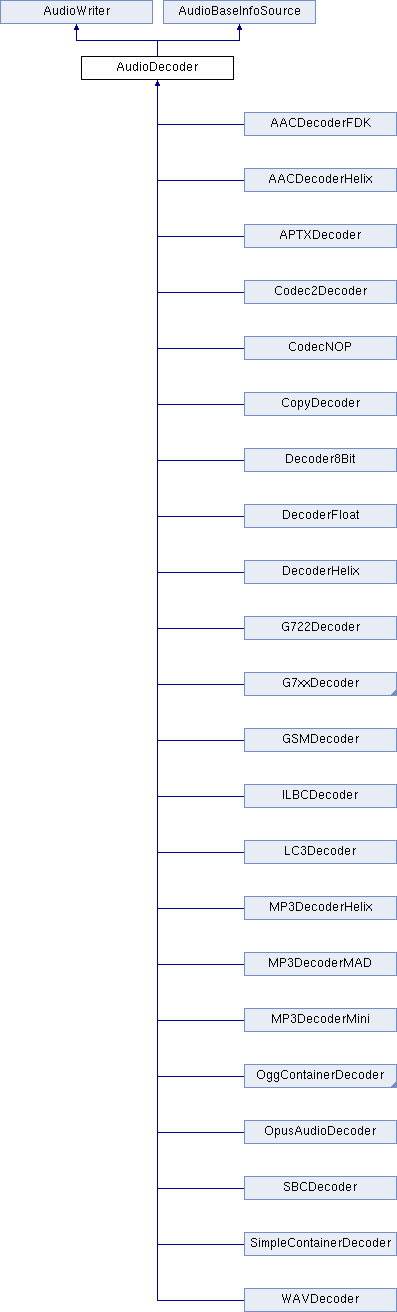 AudioWriter
AudioBaseInfoSource
AudioDecoder
AACDecoderFDK
AACDecoderHelix
APTXDecoder
Codec2Decoder
CodecNOP
CopyDecoder
Decoder8Bit
DecoderFloat
DecoderHelix
G722Decoder
G7xxDecoder
GSMDecoder
ILBCDecoder
LC3Decoder
MP3DecoderHelix
MP3DecoderMAD
MP3DecoderMini
OggContainerDecoder
OpusAudioDecoder
SBCDecoder
SimpleContainerDecoder
WAVDecoder